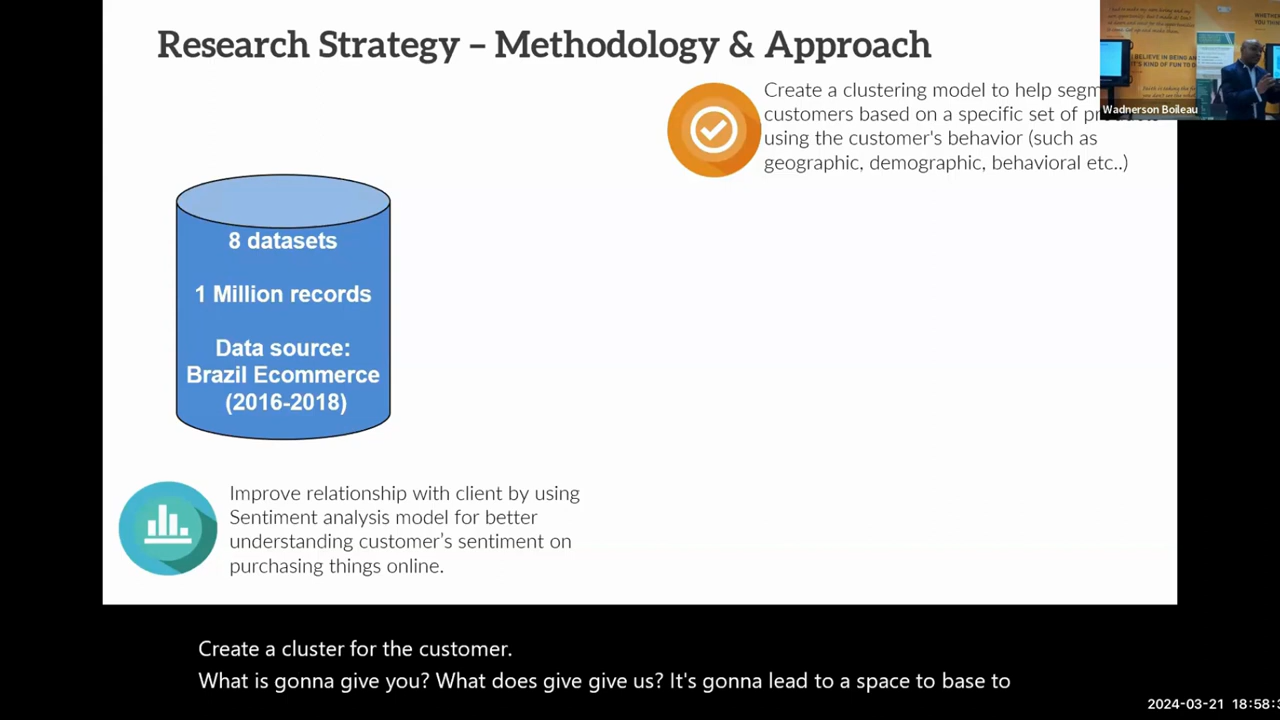 Research Strategy – Methodology & Approach
Create a clustering model to help segm
customers based on a specific set of
using the customer's behavior (such as
geographic, demographic, behavioral etc..)
Wadnerson Boileau
8 datasets
1 Million records
Data source:
Brazil Ecommerce
(2016-2018)
Improve relationship with client by using
Sentiment analysis model for better
understanding customer’s sentiment on
purchasing things online.
Create a cluster for the customer.
What is gonna give you? What does give give us? It's gonna lead to a space to base to
2024-03-21 18:58: